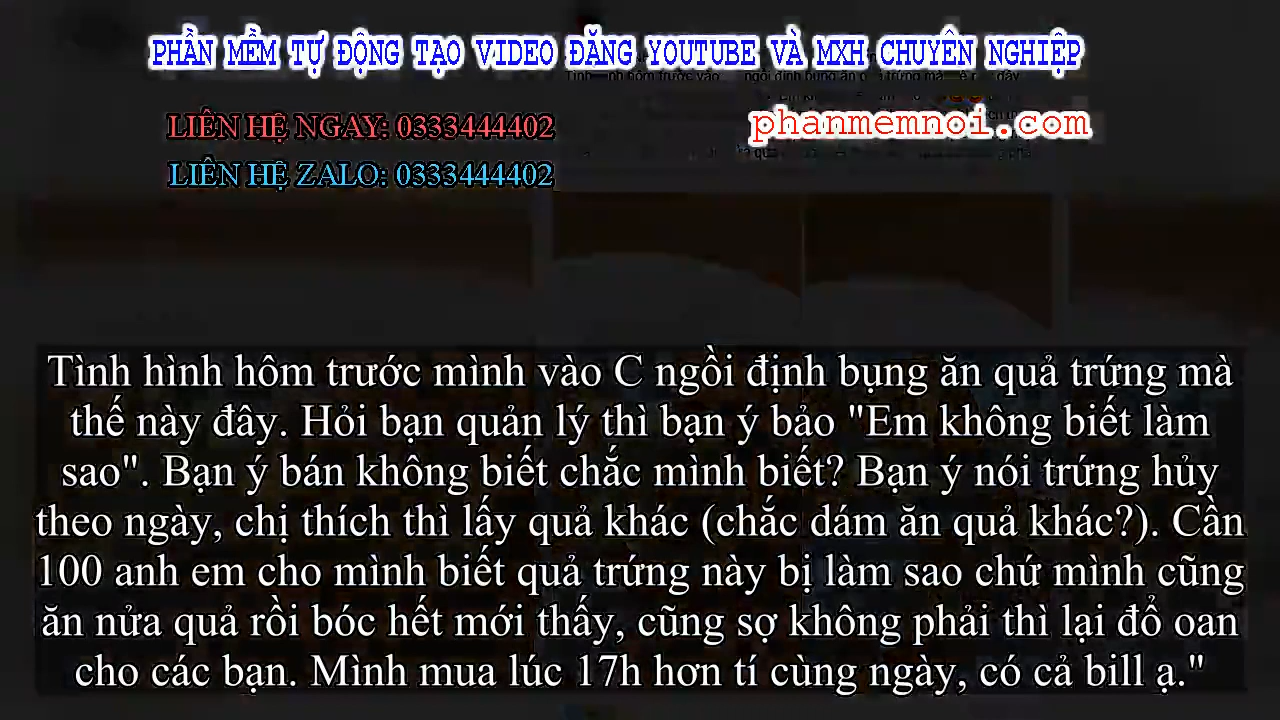 PHẦN MỀM TỰ ĐỘNG TẠO VIDEO ĐĂNG YOUTUBE VÀ MXH CHUYÊN NGHIỆP
LIÊN HỆ NGAY: 0333444402
phanmemnoi.com
LIÊN HỆ ZALO: 0333444402
Tình hình hôm trước mình vào C ngồi định bụng ăn quả trứng mà
thế này đây. Hỏi bạn quản lý thì bạn ý bảo "Em không biết làm
sao". Bạn ý bán không biết chắc mình biết? Bạn ý nói trứng hủy
theo ngày, chị thích thì lấy quả khác (chắc dám ăn quả khác?). Cần
100 anh em cho mình biết quả trứng này bị làm sao chứ mình cũng
ăn nửa quả rồi bóc hết mới thấy, cũng sợ không phải thì lại đổ oan
cho các bạn. Mình mua lúc 17h hơn tí cùng ngày, có cả bill ạ."